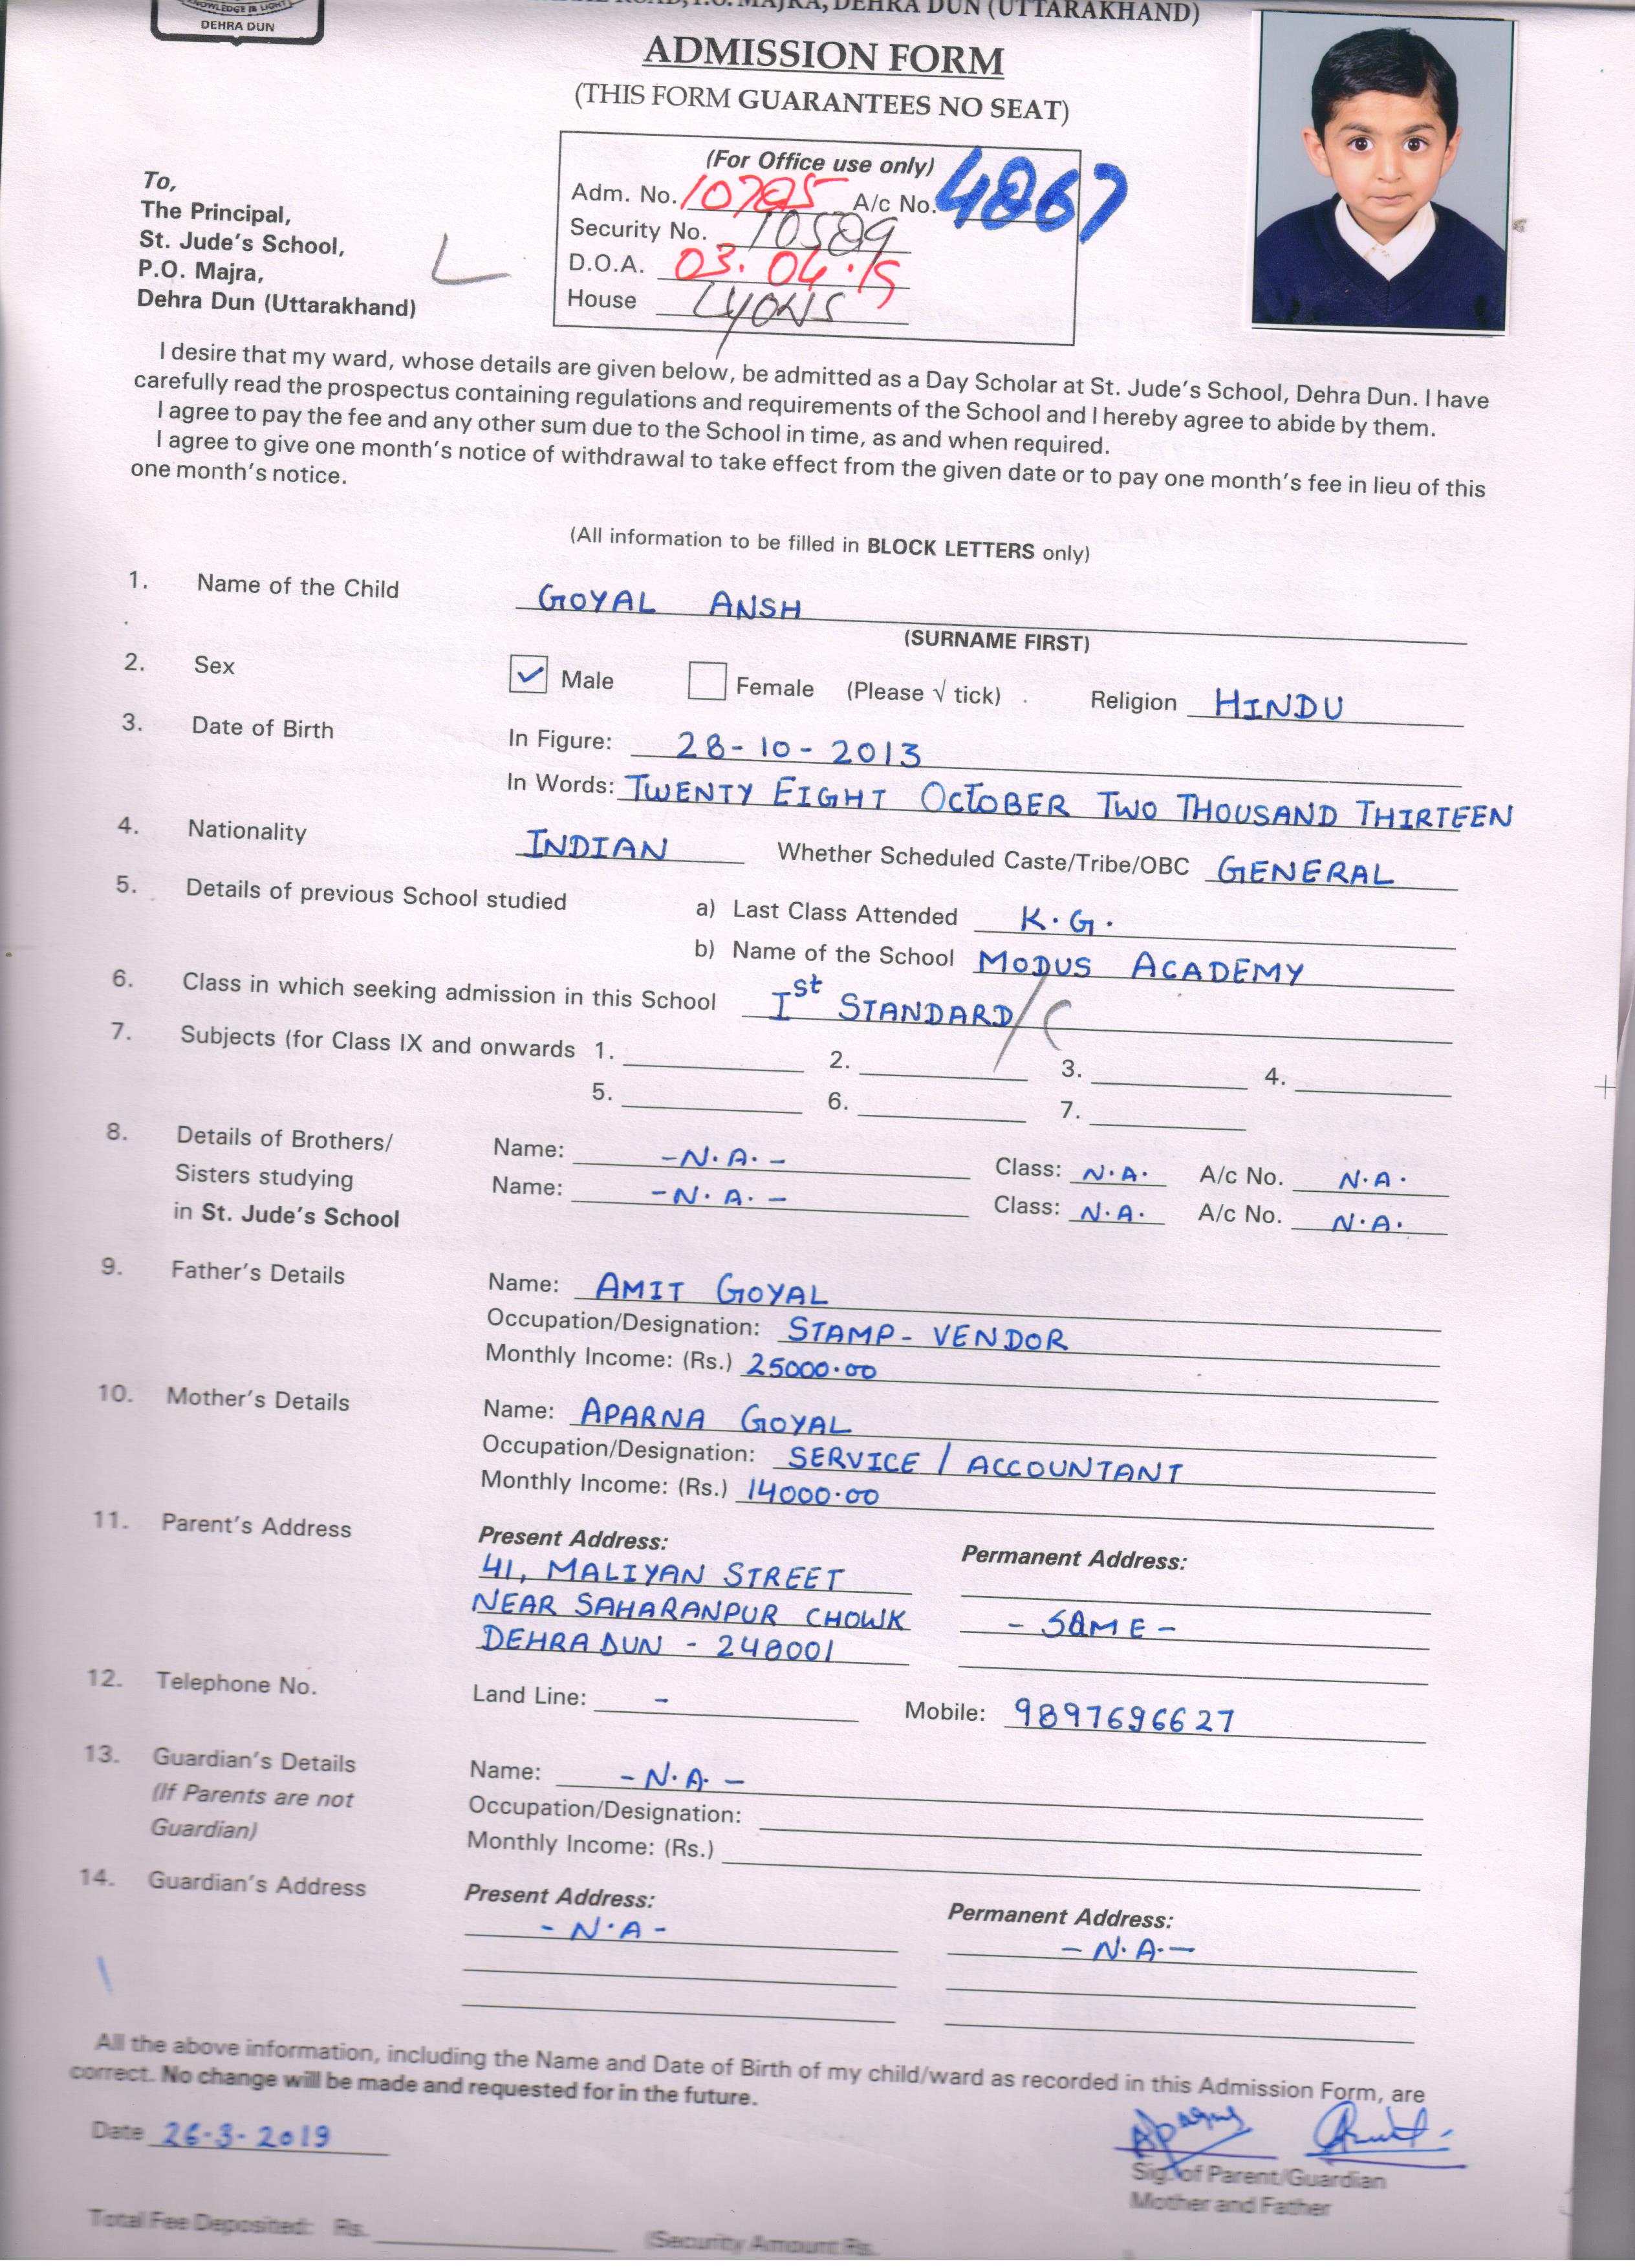 KNOWLEDGE IS LIGHT
DEHRA DUN
ROAD, P.O. MAJRA, DEHRA DUN (UTTARAKHAND)
ADMISSION FORM
(THIS FORM GUARANTEES NO SEAT)
(For Office use only)
Adm. No. A/c No. 4867
Security No. 10589
D.O.A. 03.04.19
House LYONS
To,
The Principal,
St. Jude's School,
P.O. Majra,
Dehra Dun (Uttarakhand)
I desire that my ward, whose details are given below, be admitted as a Day Scholar at St. Jude's School, Dehra Dun. I have
carefully read the prospectus containing regulations and requirements of the School and I hereby agree to abide by them.
I agree to pay the fee and any other sum due to the School in time, as and when required.
I agree to give one month's notice of withdrawal to take effect from the given date or to pay one month's fee in lieu of this
one month's notice.
(All information to be filled in BLOCK LETTERS only)
1. Name of the Child GOYAL ANSH
(SURNAME FIRST)
2. Sex ✓ Male Female (Please √ tick) Religion HINDU
3. Date of Birth In Figure: 28-10-2013
In Words: TWENTY EIGHT OCTOBER TWO THOUSAND THIRTEEN
4. Nationality INDIAN Whether Scheduled Caste/Tribe/OBC GENERAL
5. Details of previous School studied a) Last Class Attended K.G.
b) Name of the School MODUS ACADEMY
6. Class in which seeking admission in this School Ist STANDARD/C
7. Subjects (for Class IX and onwards 1. 2. 3. 4.
5. 6. 7.
8. Details of Brothers/ Name: -N.A.- Class: N.A. A/c No. N.A.
Sisters studying Name: -N.A.- Class: N.A. A/c No. N.A.
in St. Jude's School
9. Father's Details Name: AMIT GOYAL
Occupation/Designation: STAMP-VENDOR
Monthly Income: (Rs.) 25000.00
10. Mother's Details Name: APARNA GOYAL
Occupation/Designation: SERVICE / ACCOUNTANT
Monthly Income: (Rs.) 14000.00
11. Parent's Address Present Address: Permanent Address:
41, MALIYAN STREET
NEAR SAHARANPUR CHOWK - SAME -
DEHRADUN - 248001
12. Telephone No. Land Line: - Mobile: 9897696627
13. Guardian's Details Name: -N.A.-
(If Parents are not Occupation/Designation:
Guardian) Monthly Income: (Rs.)
14. Guardian's Address Present Address: Permanent Address:
-N.A- -N.A.-
All the above information, including the Name and Date of Birth of my child/ward as recorded in this Admission Form, are
correct. No change will be made and requested for in the future.
Date 26-3-2019
Sig. of Parent/Guardian
Mother and Father
Total Fee Deposited: Rs. (Security Amount Rs.